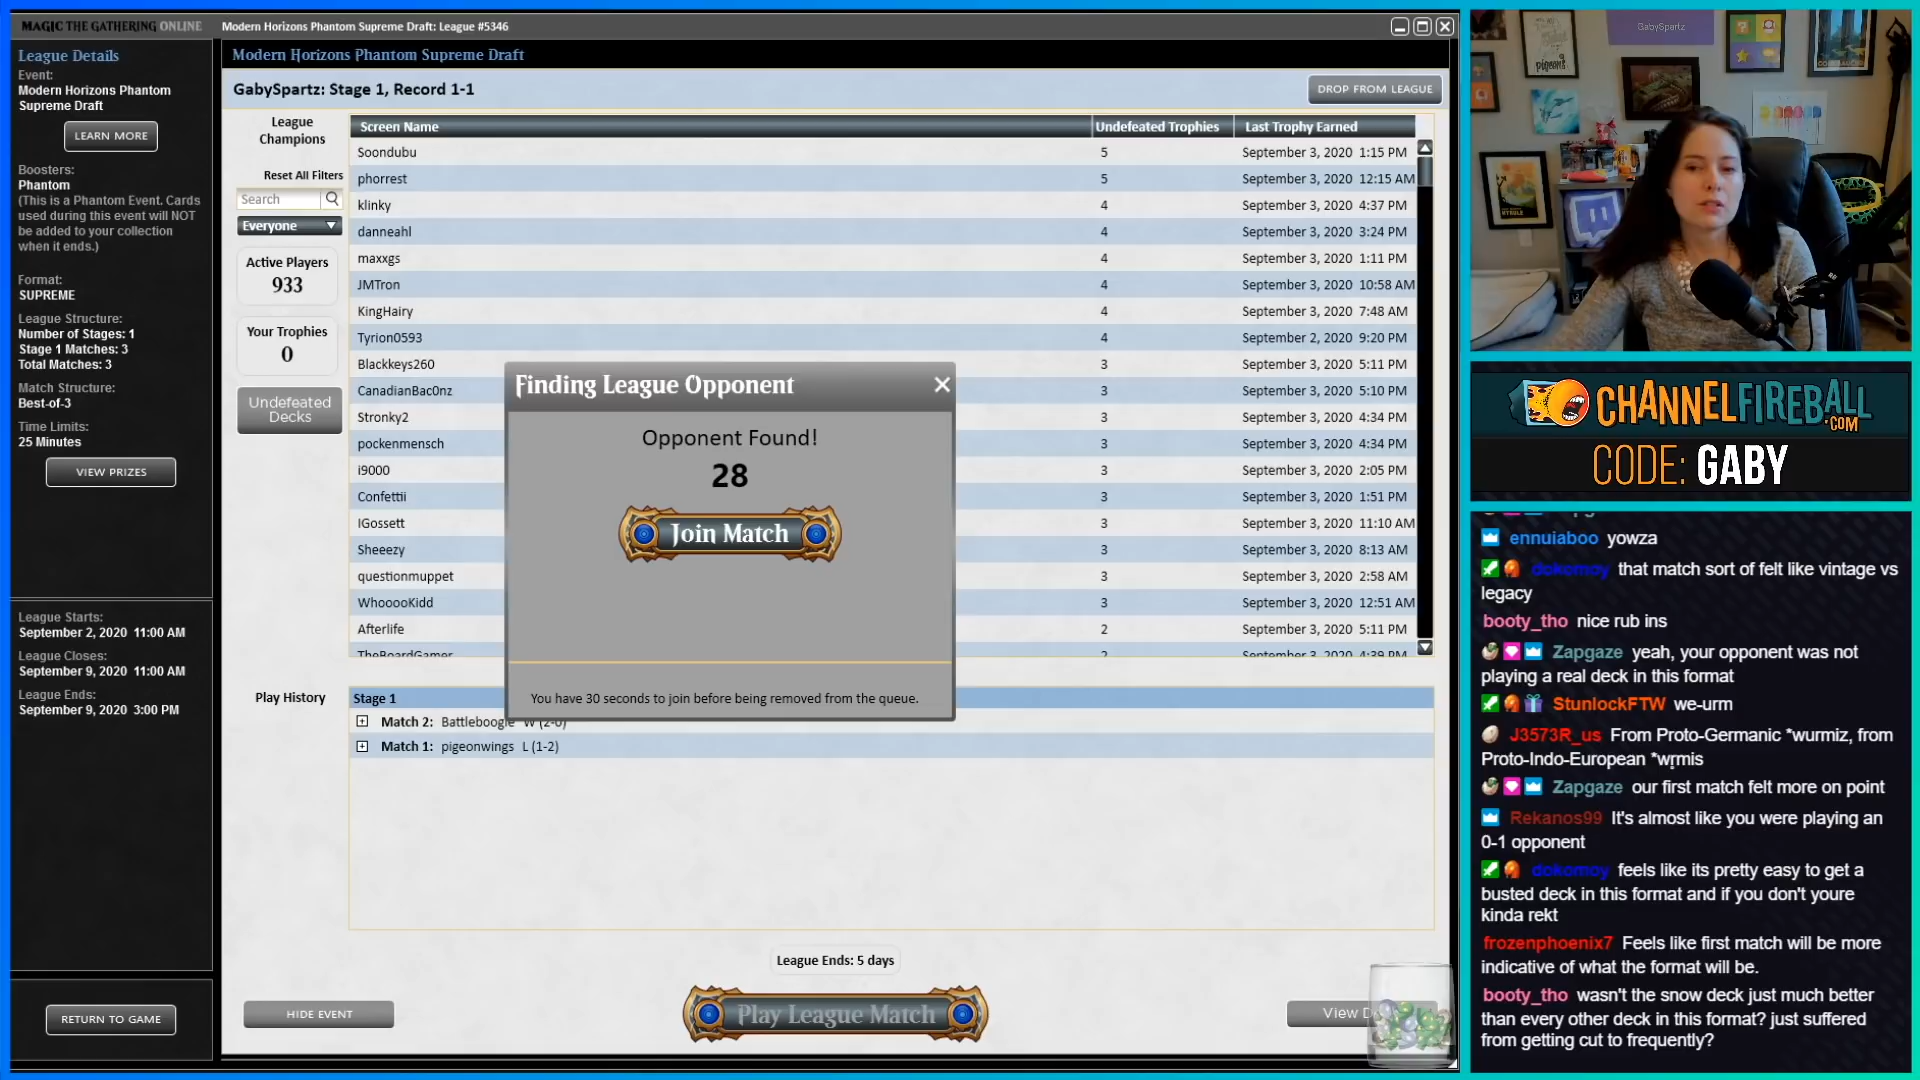 MAGIC THE GATHERING ONLINE
Modern Horizons Phantom Supreme Draft: League #5346
League Details
Event:
Modern Horizons Phantom
Supreme Draft
LEARN MORE
Boosters:
Phantom
(This is a Phantom Event. Cards
used during this event will NOT
be added to your collection
when it ends.)
Format:
SUPREME
League Structure:
Number of Stages: 1
Stage 1 Matches: 3
Total Matches: 3
Match Structure:
Best-of-3
Time Limits:
25 Minutes
VIEW PRIZES
League Starts:
September 2, 2020 11:00 AM
League Closes:
September 9, 2020 11:00 AM
League Ends:
September 9, 2020 3:00 PM
RETURN TO GAME
Modern Horizons Phantom Supreme Draft
GabySpartz: Stage 1, Record 1-1
DROP FROM LEAGUE
League
Champions
Reset All Filters
Search
Everyone
Active Players
933
Your Trophies
0
Undefeated
Decks
Screen Name Undefeated Trophies Last Trophy Earned
Soondubu 5 September 3, 2020 1:15 PM
phorrest 5 September 3, 2020 12:15 AM
klinky 4 September 3, 2020 4:37 PM
danneahl 4 September 3, 2020 3:24 PM
maxxgs 4 September 3, 2020 1:11 PM
JMTron 4 September 3, 2020 10:58 AM
KingHairy 4 September 3, 2020 7:48 AM
Tyrion0593 4 September 2, 2020 9:20 PM
Blackkeys260 3 September 3, 2020 5:11 PM
CanadianBac0nz 3 September 3, 2020 5:10 PM
Stronky2 3 September 3, 2020 4:34 PM
pockenmensch 3 September 3, 2020 4:34 PM
i9000 3 September 3, 2020 2:05 PM
Confettii 3 September 3, 2020 1:51 PM
IGossett 3 September 3, 2020 11:10 AM
Sheeezy 3 September 3, 2020 8:13 AM
questionmuppet 3 September 3, 2020 2:58 AM
WhooooKidd 3 September 3, 2020 12:51 AM
Afterlife 2 September 3, 2020 5:11 PM
TheBoardGamer 2 September 3, 2020 4:39 PM
Finding League Opponent
Opponent Found!
28
Join Match
You have 30 seconds to join before being removed from the queue.
Play History
Stage 1
Match 2: Battleboogie W (2-0)
Match 1: pigeonwings L (1-2)
League Ends: 5 days
HIDE EVENT
Play League Match
View D
GabySpartz
pigeons
HYRULE
CHANNELFIREBALL
.COM
CODE: GABY
ennuiaboo yowza
dokomoy that match sort of felt like vintage vs
legacy
booty_tho nice rub ins
Zapgaze yeah, your opponent was not
playing a real deck in this format
StunlockFTW we-urm
J3573R_us From Proto-Germanic *wurmiz, from
Proto-Indo-European *wrmis
Zapgaze our first match felt more on point
Rekanos99 It's almost like you were playing an
0-1 opponent
dokomoy feels like its pretty easy to get a
busted deck in this format and if you don't youre
kinda rekt
frozenphoenix7 Feels like first match will be more
indicative of what the format will be.
booty_tho wasn't the snow deck just much better
than every other deck in this format? just suffered
from getting cut to frequently?